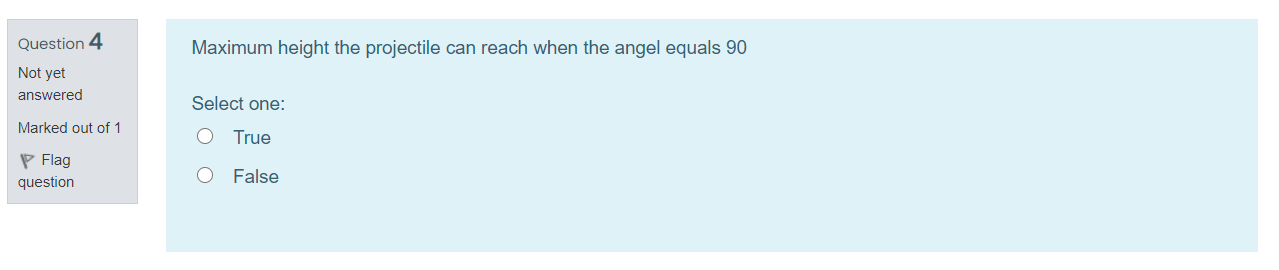 Question 4
Not yet
answered
Marked out of 1
Flag
question
Maximum height the projectile can reach when the angel equals 90
Select one:
True
False